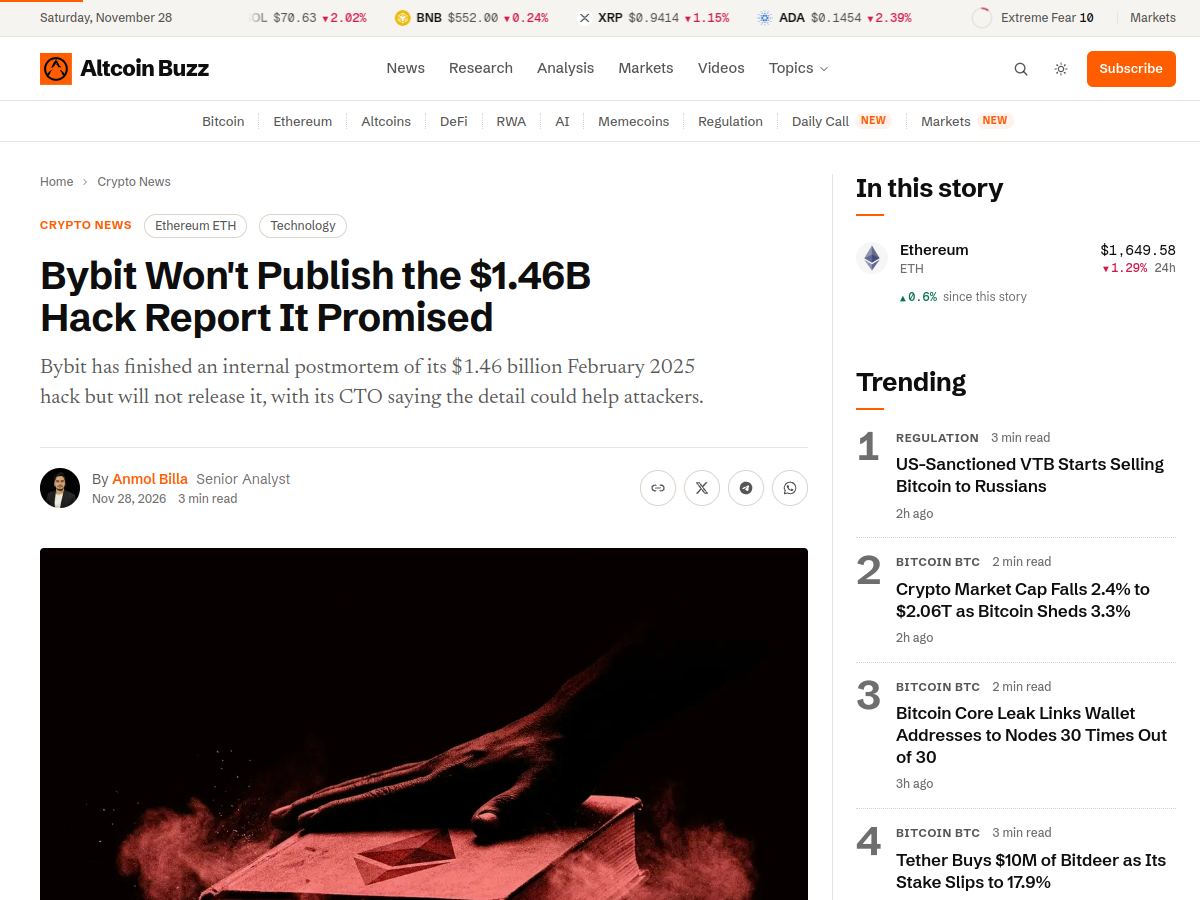 Saturday, November 28
OL $70.63 ▾2.02% BNB $552.00 ▾0.24% XRP $0.9414 ▾1.15% ADA $0.1454 ▾2.39%
Extreme Fear 10
Markets
Altcoin Buzz
News Research Analysis Markets Videos Topics
Subscribe
Bitcoin Ethereum Altcoins DeFi RWA AI Memecoins Regulation Daily Call NEW Markets NEW
Home › Crypto News
CRYPTO NEWS Ethereum ETH Technology
Bybit Won't Publish the $1.46B
Hack Report It Promised
Bybit has finished an internal postmortem of its $1.46 billion February 2025
hack but will not release it, with its CTO saying the detail could help attackers.
By Anmol Billa Senior Analyst
Nov 28, 2026 3 min read
In this story
Ethereum $1,649.58
ETH ▾1.29% 24h
▴0.6% since this story
Trending
1 REGULATION 3 min read
US-Sanctioned VTB Starts Selling
Bitcoin to Russians
2h ago
2 BITCOIN BTC 2 min read
Crypto Market Cap Falls 2.4% to
$2.06T as Bitcoin Sheds 3.3%
2h ago
3 BITCOIN BTC 2 min read
Bitcoin Core Leak Links Wallet
Addresses to Nodes 30 Times Out
of 30
3h ago
4 BITCOIN BTC 3 min read
Tether Buys $10M of Bitdeer as Its
Stake Slips to 17.9%